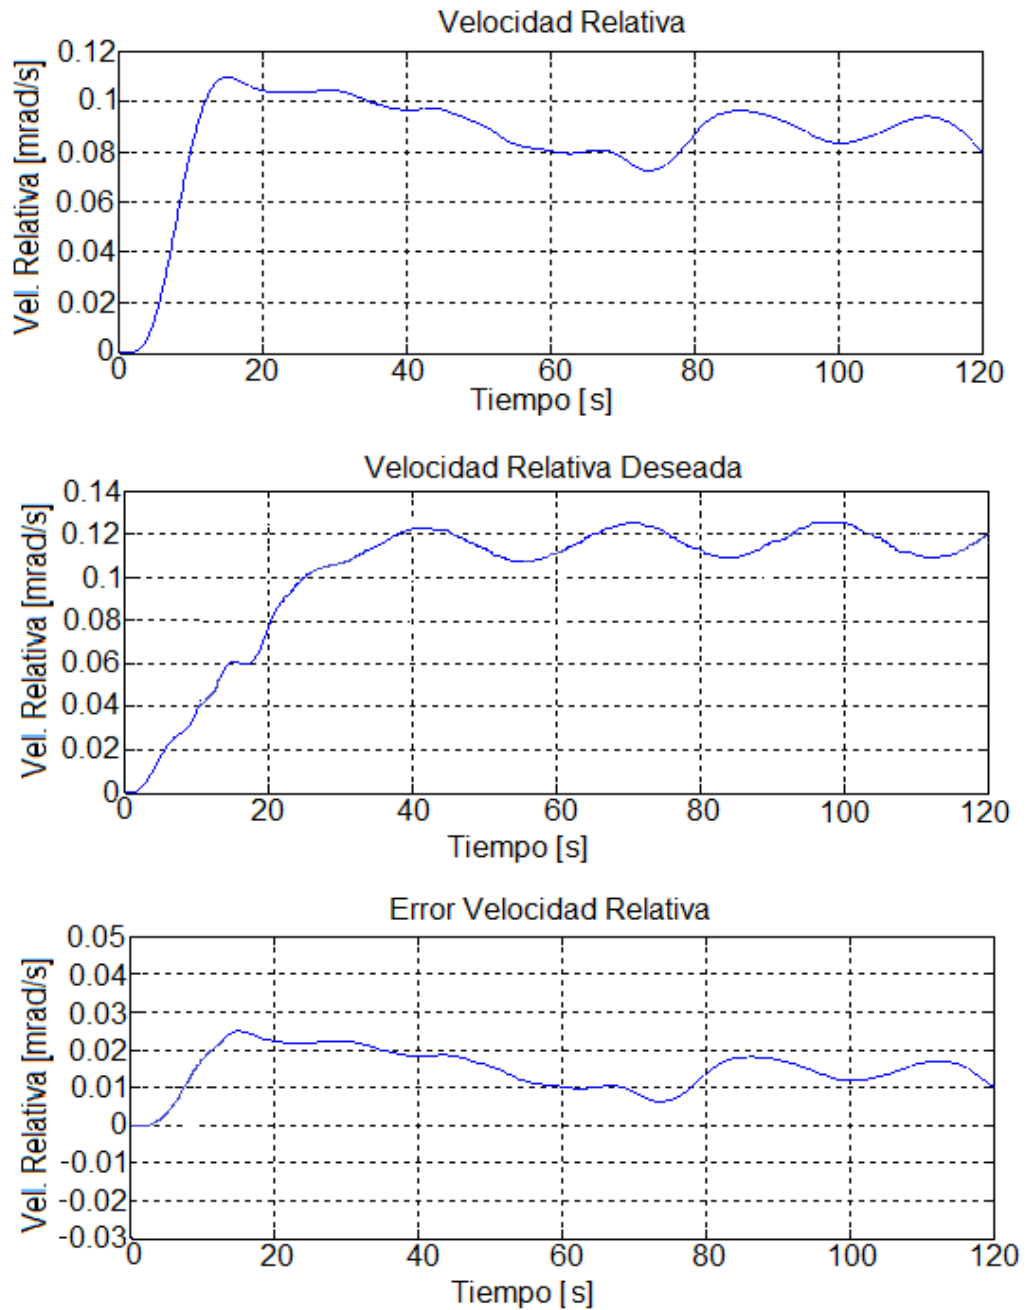 Velocidad Relativa
Vel. Relativa [mrad/s]
0.12
0.1
0.08
0.06
0.04
0.02
0
0 20 40 60 80 100 120
Tiempo [s]
Velocidad Relativa Deseada
Vel. Relativa [mrad/s]
0.14
0.12
0.1
0.08
0.06
0.04
0.02
0
0 20 40 60 80 100 120
Tiempo [s]
Error Velocidad Relativa
Vel. Relativa [mrad/s]
0.05
0.04
0.03
0.02
0.01
0
-0.01
-0.02
-0.03
0 20 40 60 80 100 120
Tiempo [s]